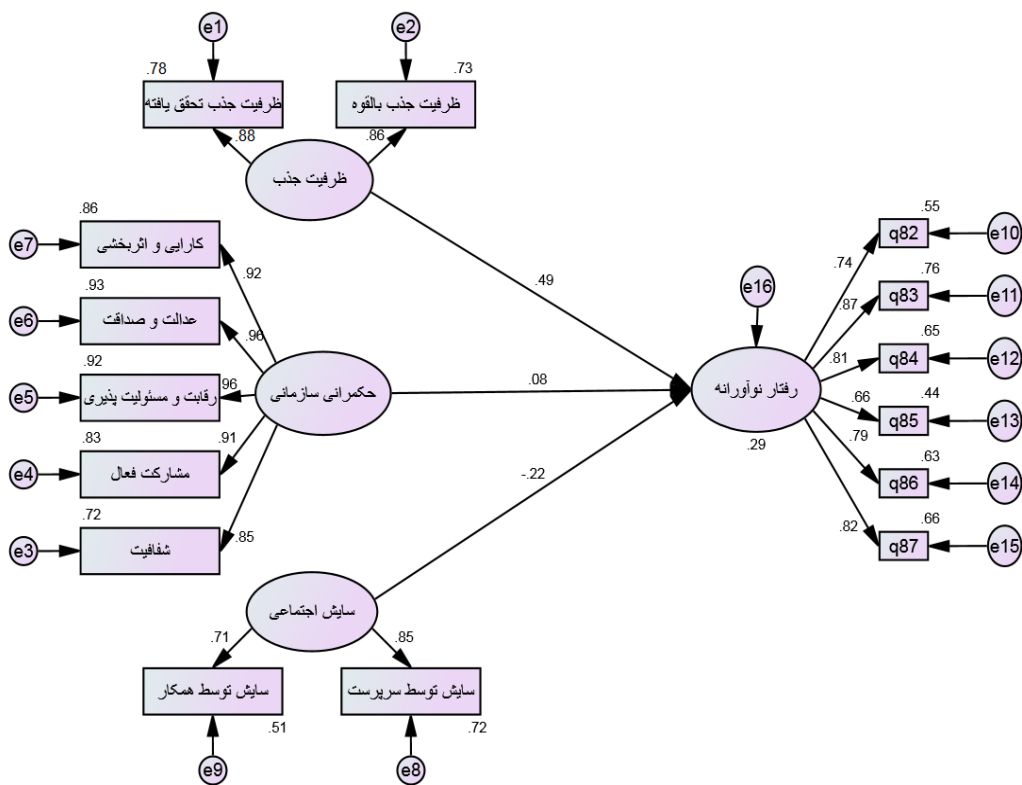 e1
e2
.78
.73
ظرفیت جذب تحقق یافته
ظرفیت جذب بالقوه
.88
.86
ظرفیت جذب
.86
e7
کارایی و اثربخشی
.92
.93
e6
عدالت و صداقت
.96
.92
e5
رقابت و مسئولیت پذیری
.96
حکمرانی سازمانی
.83
.91
e4
مشارکت فعال
.72
.85
e3
شفافیت
.49
.08
-.22
e16
رفتار نوآورانه
.29
.55
.74
q82
e10
.76
.87
q83
e11
.65
.81
q84
e12
.44
.66
q85
e13
.63
.79
q86
e14
.66
.82
q87
e15
سایش اجتماعی
.71
.85
سایش توسط همکار
سایش توسط سرپرست
.51
.72
e9
e8